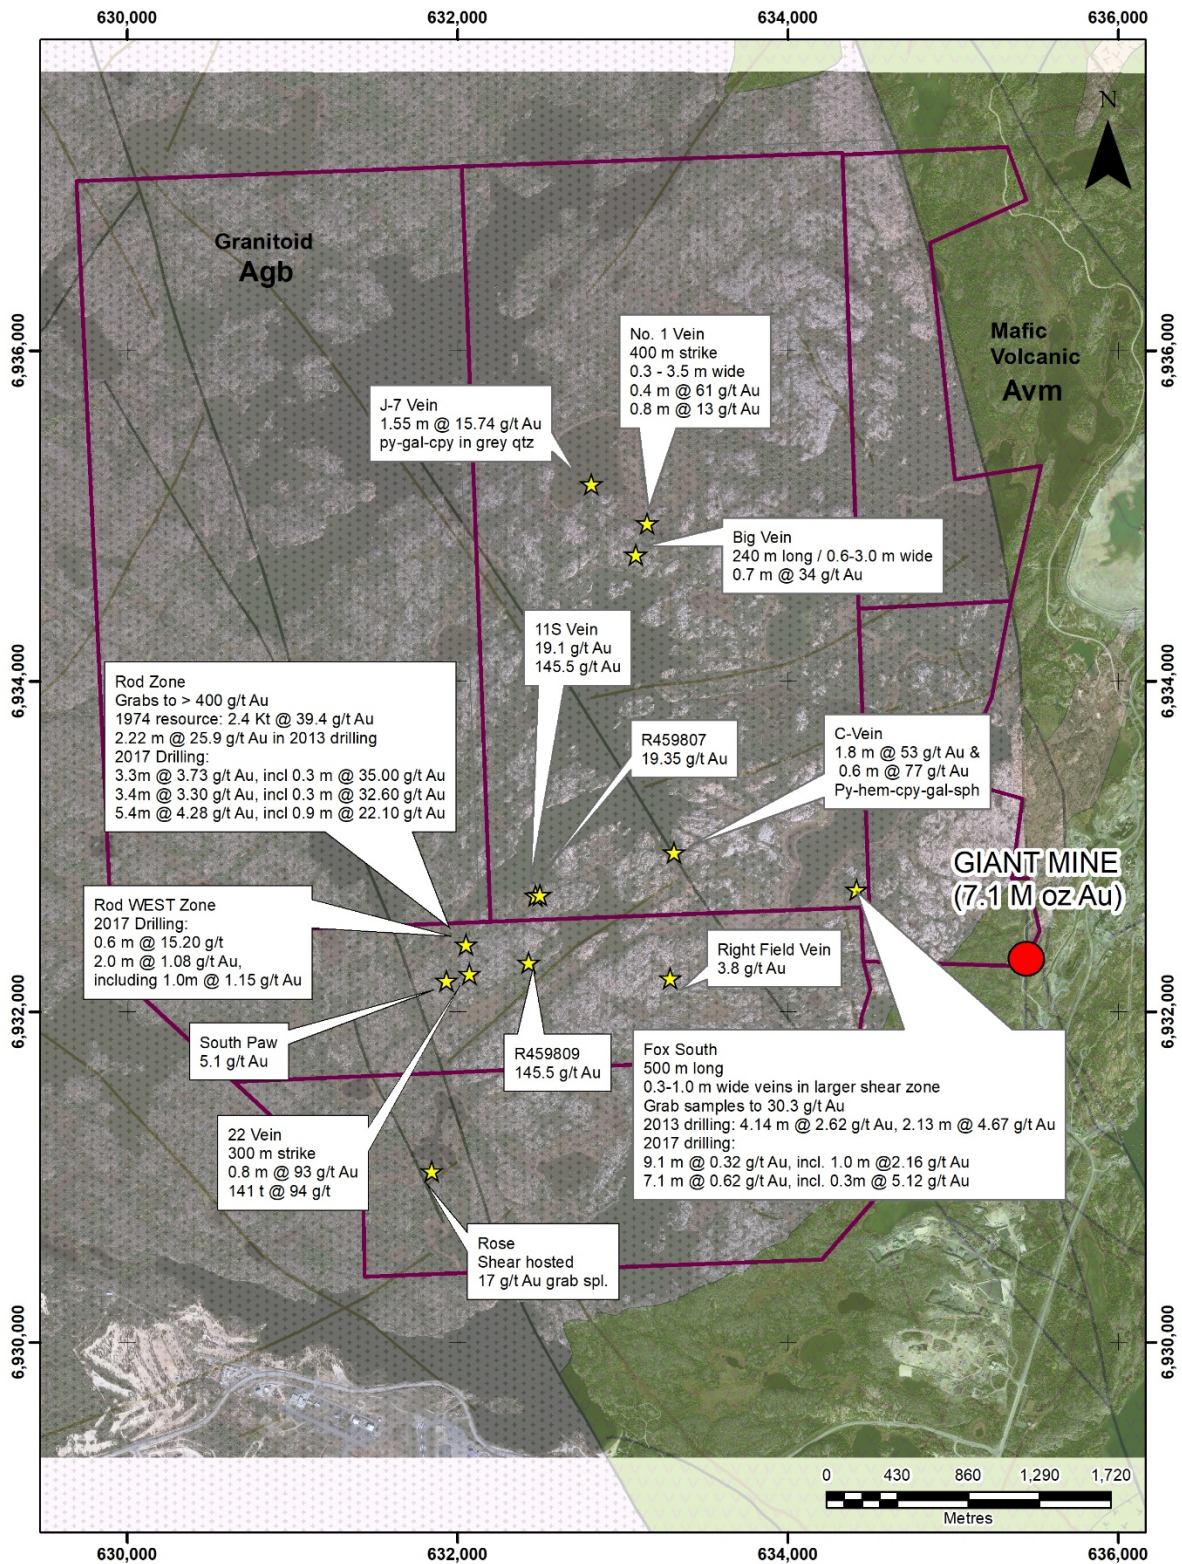 630,000
632,000
634,000
636,000
N
Granitoid
Agb
Mafic
Volcanic
Avm
6,936,000
6,936,000
No. 1 Vein
400 m strike
0.3 - 3.5 m wide
0.4 m @ 61 g/t Au
0.8 m @ 13 g/t Au
J-7 Vein
1.55 m @ 15.74 g/t Au
py-gal-cpy in grey qtz
Big Vein
240 m long / 0.6-3.0 m wide
0.7 m @ 34 g/t Au
11S Vein
19.1 g/t Au
145.5 g/t Au
6,934,000
6,934,000
Rod Zone
Grabs to > 400 g/t Au
1974 resource: 2.4 Kt @ 39.4 g/t Au
2.22 m @ 25.9 g/t Au in 2013 drilling
2017 Drilling:
3.3m @ 3.73 g/t Au, incl 0.3 m @ 35.00 g/t Au
3.4m @ 3.30 g/t Au, incl 0.3 m @ 32.60 g/t Au
5.4m @ 4.28 g/t Au, incl 0.9 m @ 22.10 g/t Au
R459807
19.35 g/t Au
C-Vein
1.8 m @ 53 g/t Au &
0.6 m @ 77 g/t Au
Py-hem-cpy-gal-sph
GIANT MINE
(7.1 M oz Au)
Rod WEST Zone
2017 Drilling:
0.6 m @ 15.20 g/t
2.0 m @ 1.08 g/t Au,
including 1.0m @ 1.15 g/t Au
Right Field Vein
3.8 g/t Au
6,932,000
6,932,000
South Paw
5.1 g/t Au
R459809
145.5 g/t Au
Fox South
500 m long
0.3-1.0 m wide veins in larger shear zone
Grab samples to 30.3 g/t Au
2013 drilling: 4.14 m @ 2.62 g/t Au, 2.13 m @ 4.67 g/t Au
2017 drilling:
9.1 m @ 0.32 g/t Au, incl. 1.0 m @2.16 g/t Au
7.1 m @ 0.62 g/t Au, incl. 0.3m @ 5.12 g/t Au
22 Vein
300 m strike
0.8 m @ 93 g/t Au
141 t @ 94 g/t
Rose
Shear hosted
17 g/t Au grab spl.
6,930,000
6,930,000
0 430 860 1,290 1,720
Metres
630,000
632,000
634,000
636,000